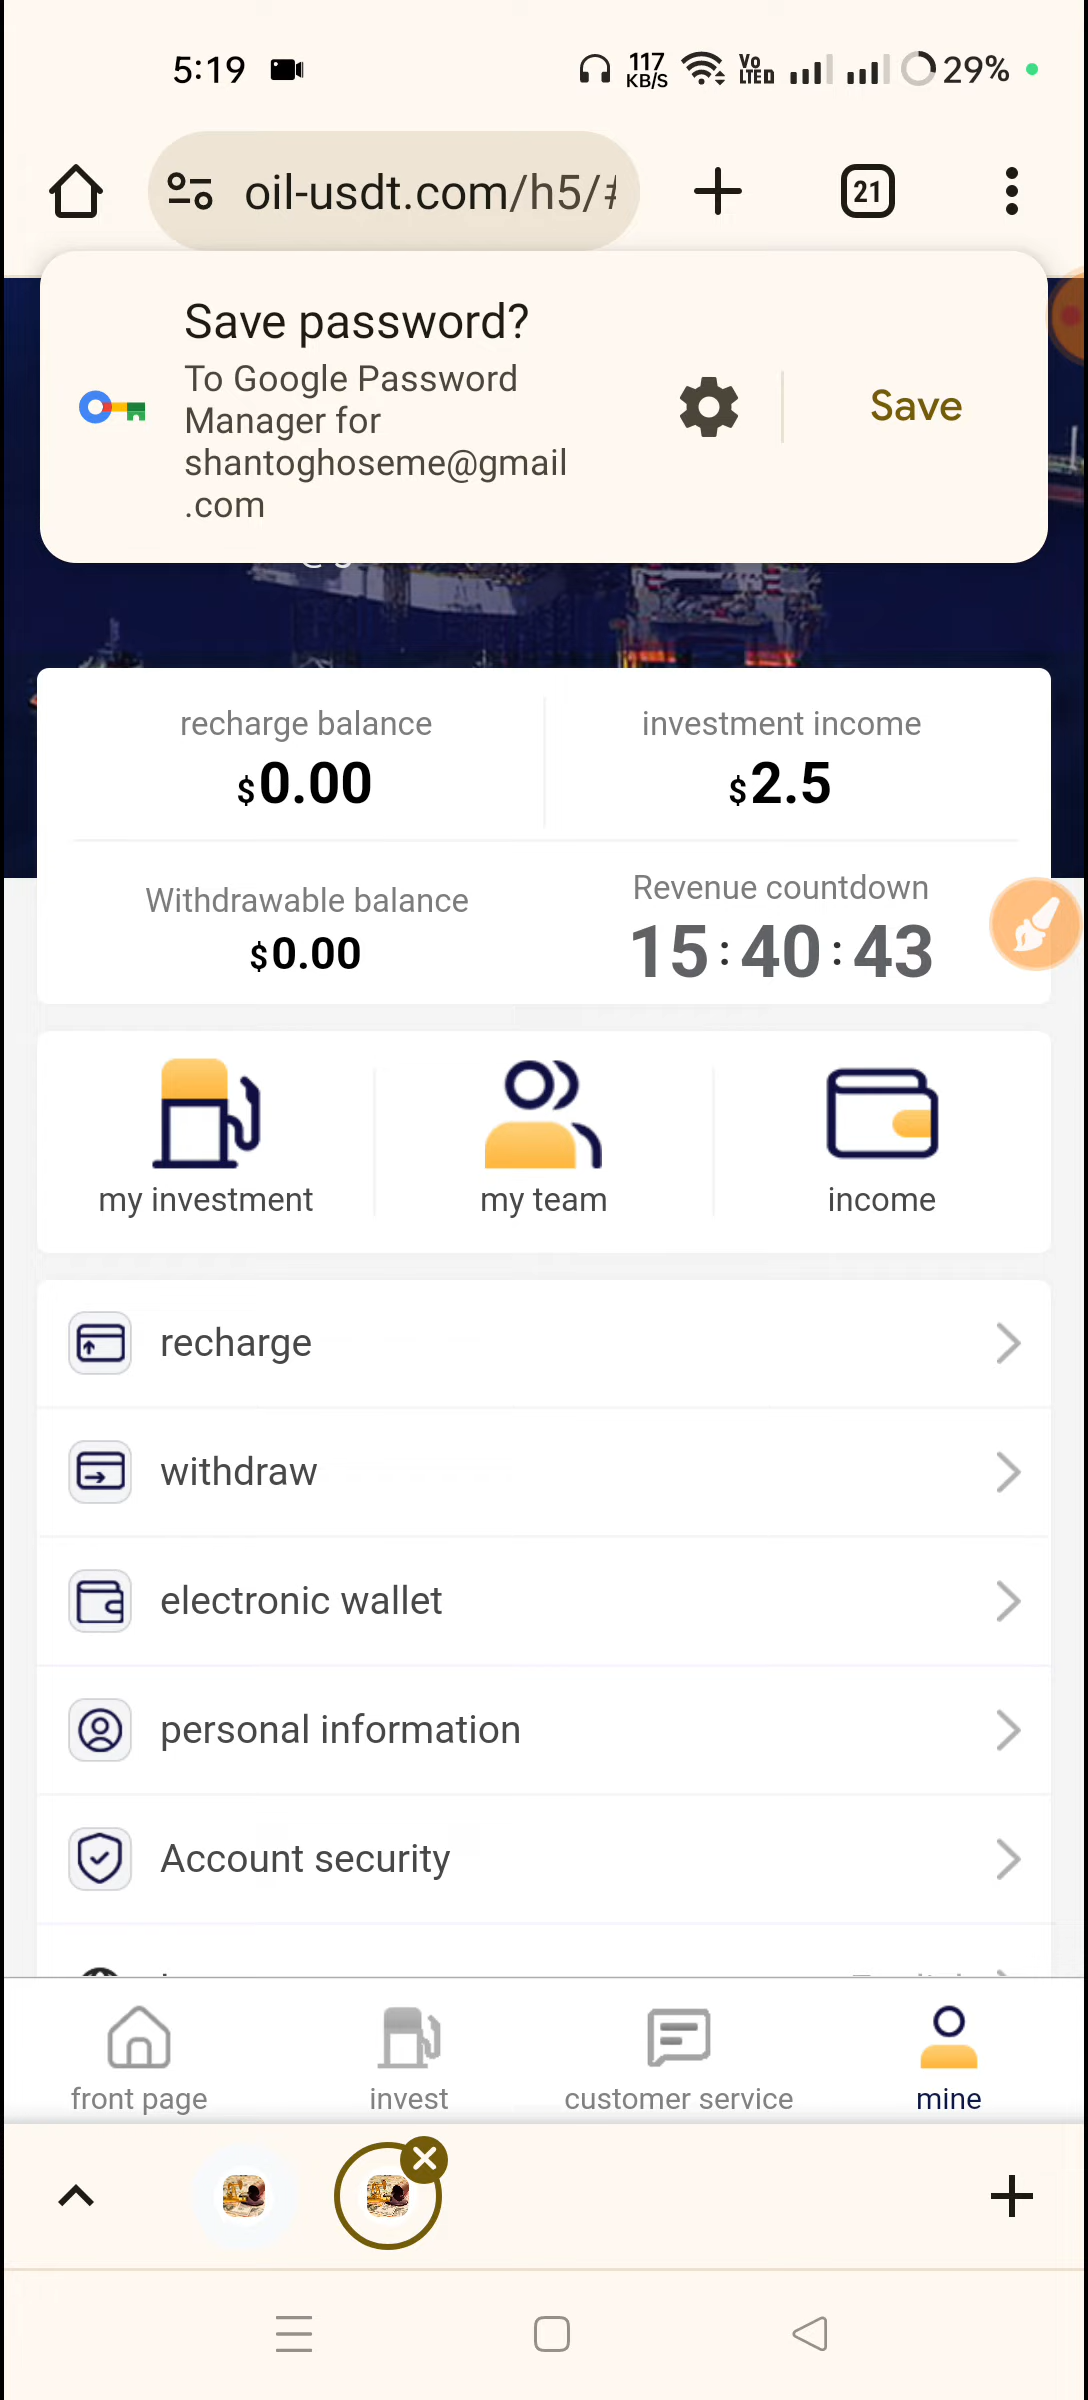 5:19
117
KB/S
Vo
LTED
29%
oil-usdt.com/h5/
21
Save password?
To Google Password
Manager for
shantoghoseme@gmail
.com
Save
recharge balance
investment income
$0.00
$2.5
Withdrawable balance
Revenue countdown
$0.00
15:40:43
my investment
my team
income
recharge
withdraw
electronic wallet
personal information
Account security
front page
invest
customer service
mine